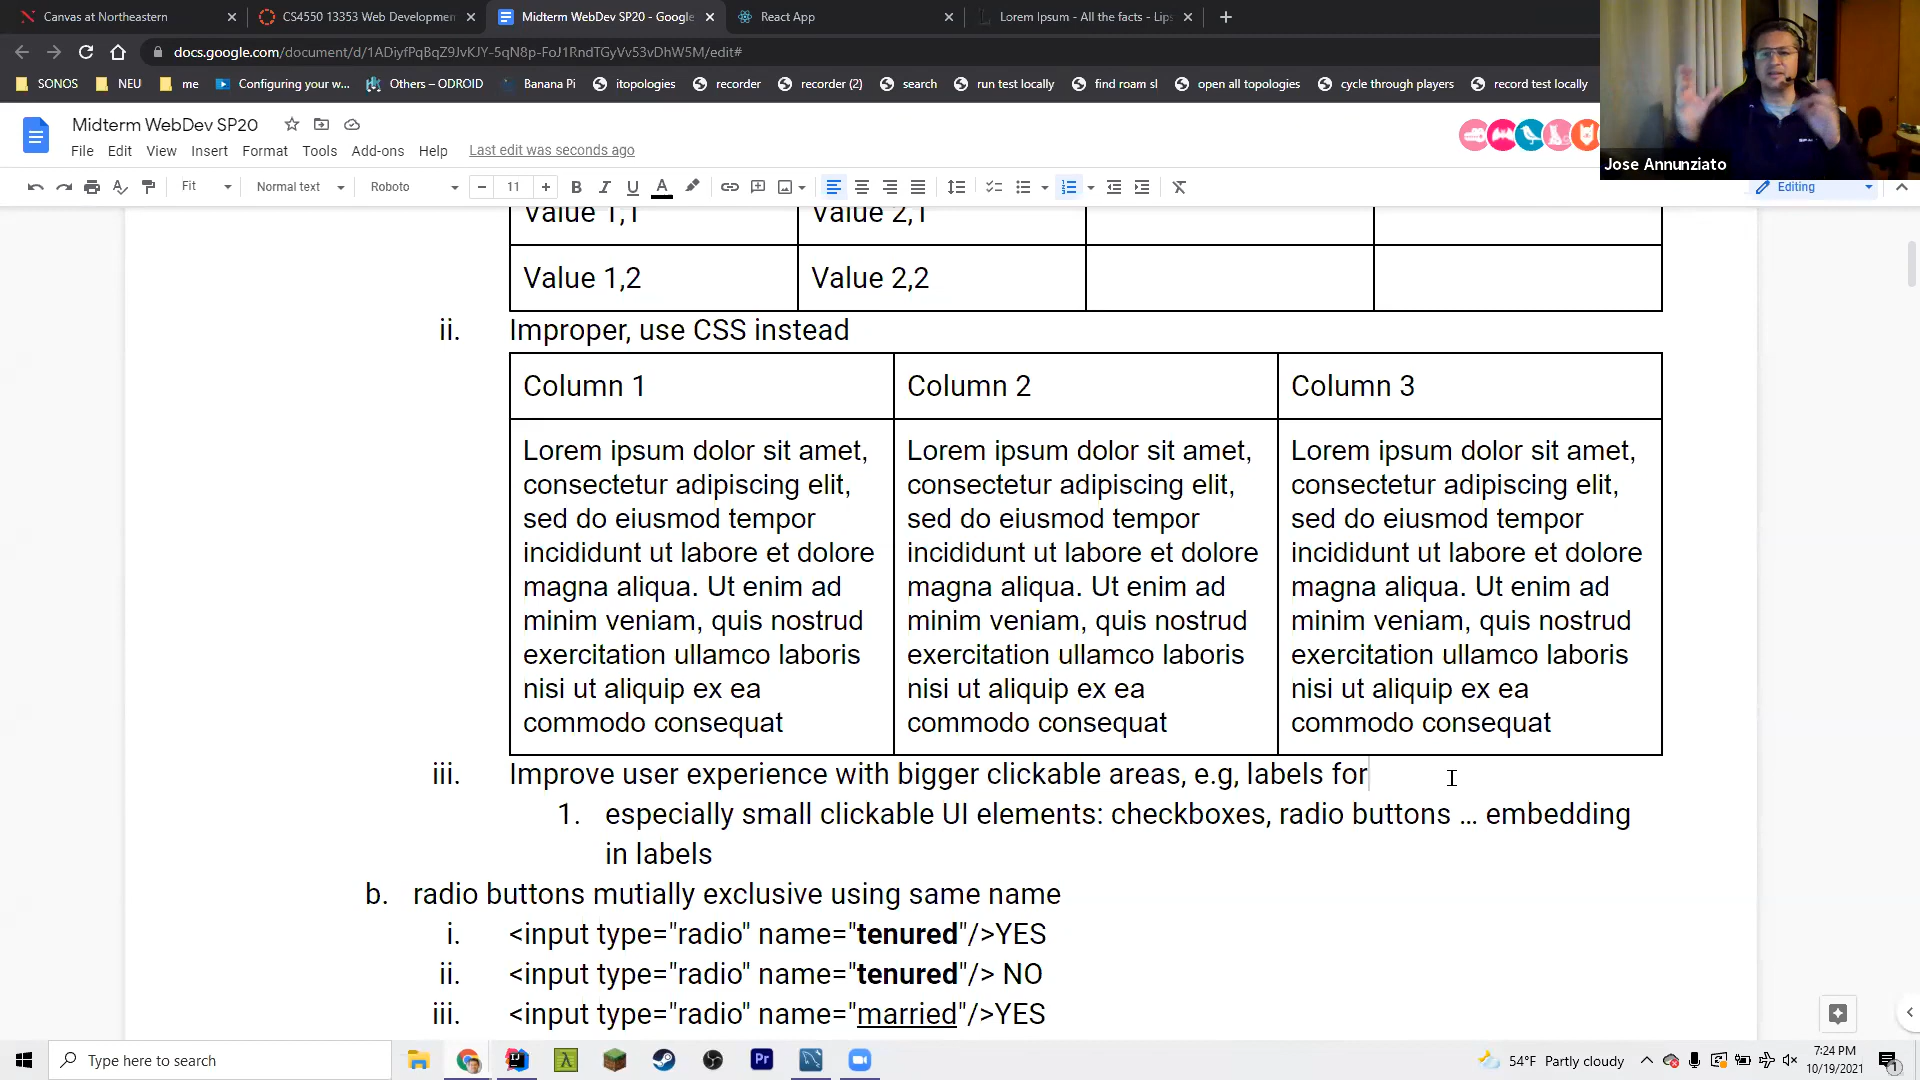 Canvas at Northeastern
CS4550 13353 Web Developmen
Midterm WebDev SP20 - Google
React App
Lorem Ipsum - All the facts - Lips
docs.google.com/document/d/1ADiyfPqBqZ9JvKJY-5qN8p-FoJ1RndTGyVv53vDhW5M/edit#
SONOS
NEU
me
Configuring your w...
Others – ODROID
Banana Pi
itopologies
recorder
recorder (2)
search
run test locally
find roam sl
open all topologies
cycle through players
record test locally
Midterm WebDev SP20
File Edit View Insert Format Tools Add-ons Help Last edit was seconds ago
Jose Annunziato
Fit Normal text Roboto 11 Editing
Value 1,1 Value 2,1
Value 1,2 Value 2,2
ii. Improper, use CSS instead
Column 1 Column 2 Column 3
Lorem ipsum dolor sit amet, Lorem ipsum dolor sit amet, Lorem ipsum dolor sit amet,
consectetur adipiscing elit, consectetur adipiscing elit, consectetur adipiscing elit,
sed do eiusmod tempor sed do eiusmod tempor sed do eiusmod tempor
incididunt ut labore et dolore incididunt ut labore et dolore incididunt ut labore et dolore
magna aliqua. Ut enim ad magna aliqua. Ut enim ad magna aliqua. Ut enim ad
minim veniam, quis nostrud minim veniam, quis nostrud minim veniam, quis nostrud
exercitation ullamco laboris exercitation ullamco laboris exercitation ullamco laboris
nisi ut aliquip ex ea nisi ut aliquip ex ea nisi ut aliquip ex ea
commodo consequat commodo consequat commodo consequat
iii. Improve user experience with bigger clickable areas, e.g, labels for
1. especially small clickable UI elements: checkboxes, radio buttons … embedding
in labels
b. radio buttons mutially exclusive using same name
i. <input type="radio" name="tenured"/>YES
ii. <input type="radio" name="tenured"/> NO
iii. <input type="radio" name="married"/>YES
Type here to search
Pr
54°F Partly cloudy
7:24 PM
10/19/2021
1